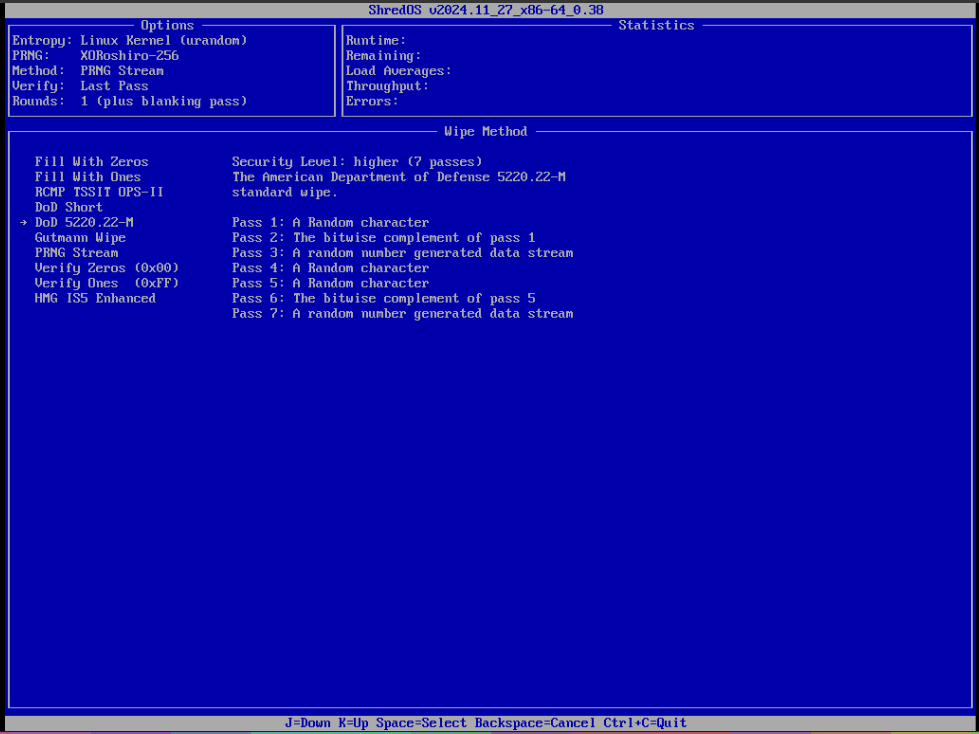 ShredOS v2024.11_27_x86-64_0.38
Options
Entropy: Linux Kernel (urandom)
PRNG: XORoshiro-256
Method: PRNG Stream
Verify: Last Pass
Rounds: 1 (plus blanking pass)
Statistics
Runtime:
Remaining:
Load Averages:
Throughput:
Errors:
Wipe Method
Fill With Zeros
Fill With Ones
RCMP TSSIT OPS-II
DoD Short
→ DoD 5220.22-M
Gutmann Wipe
PRNG Stream
Verify Zeros (0x00)
Verify Ones (0xFF)
HMG IS5 Enhanced
Security Level: higher (7 passes)
The American Department of Defense 5220.22-M
standard wipe.
Pass 1: A Random character
Pass 2: The bitwise complement of pass 1
Pass 3: A random number generated data stream
Pass 4: A Random character
Pass 5: A Random character
Pass 6: The bitwise complement of pass 5
Pass 7: A random number generated data stream
J=Down K=Up Space=Select Backspace=Cancel Ctrl+C=Quit